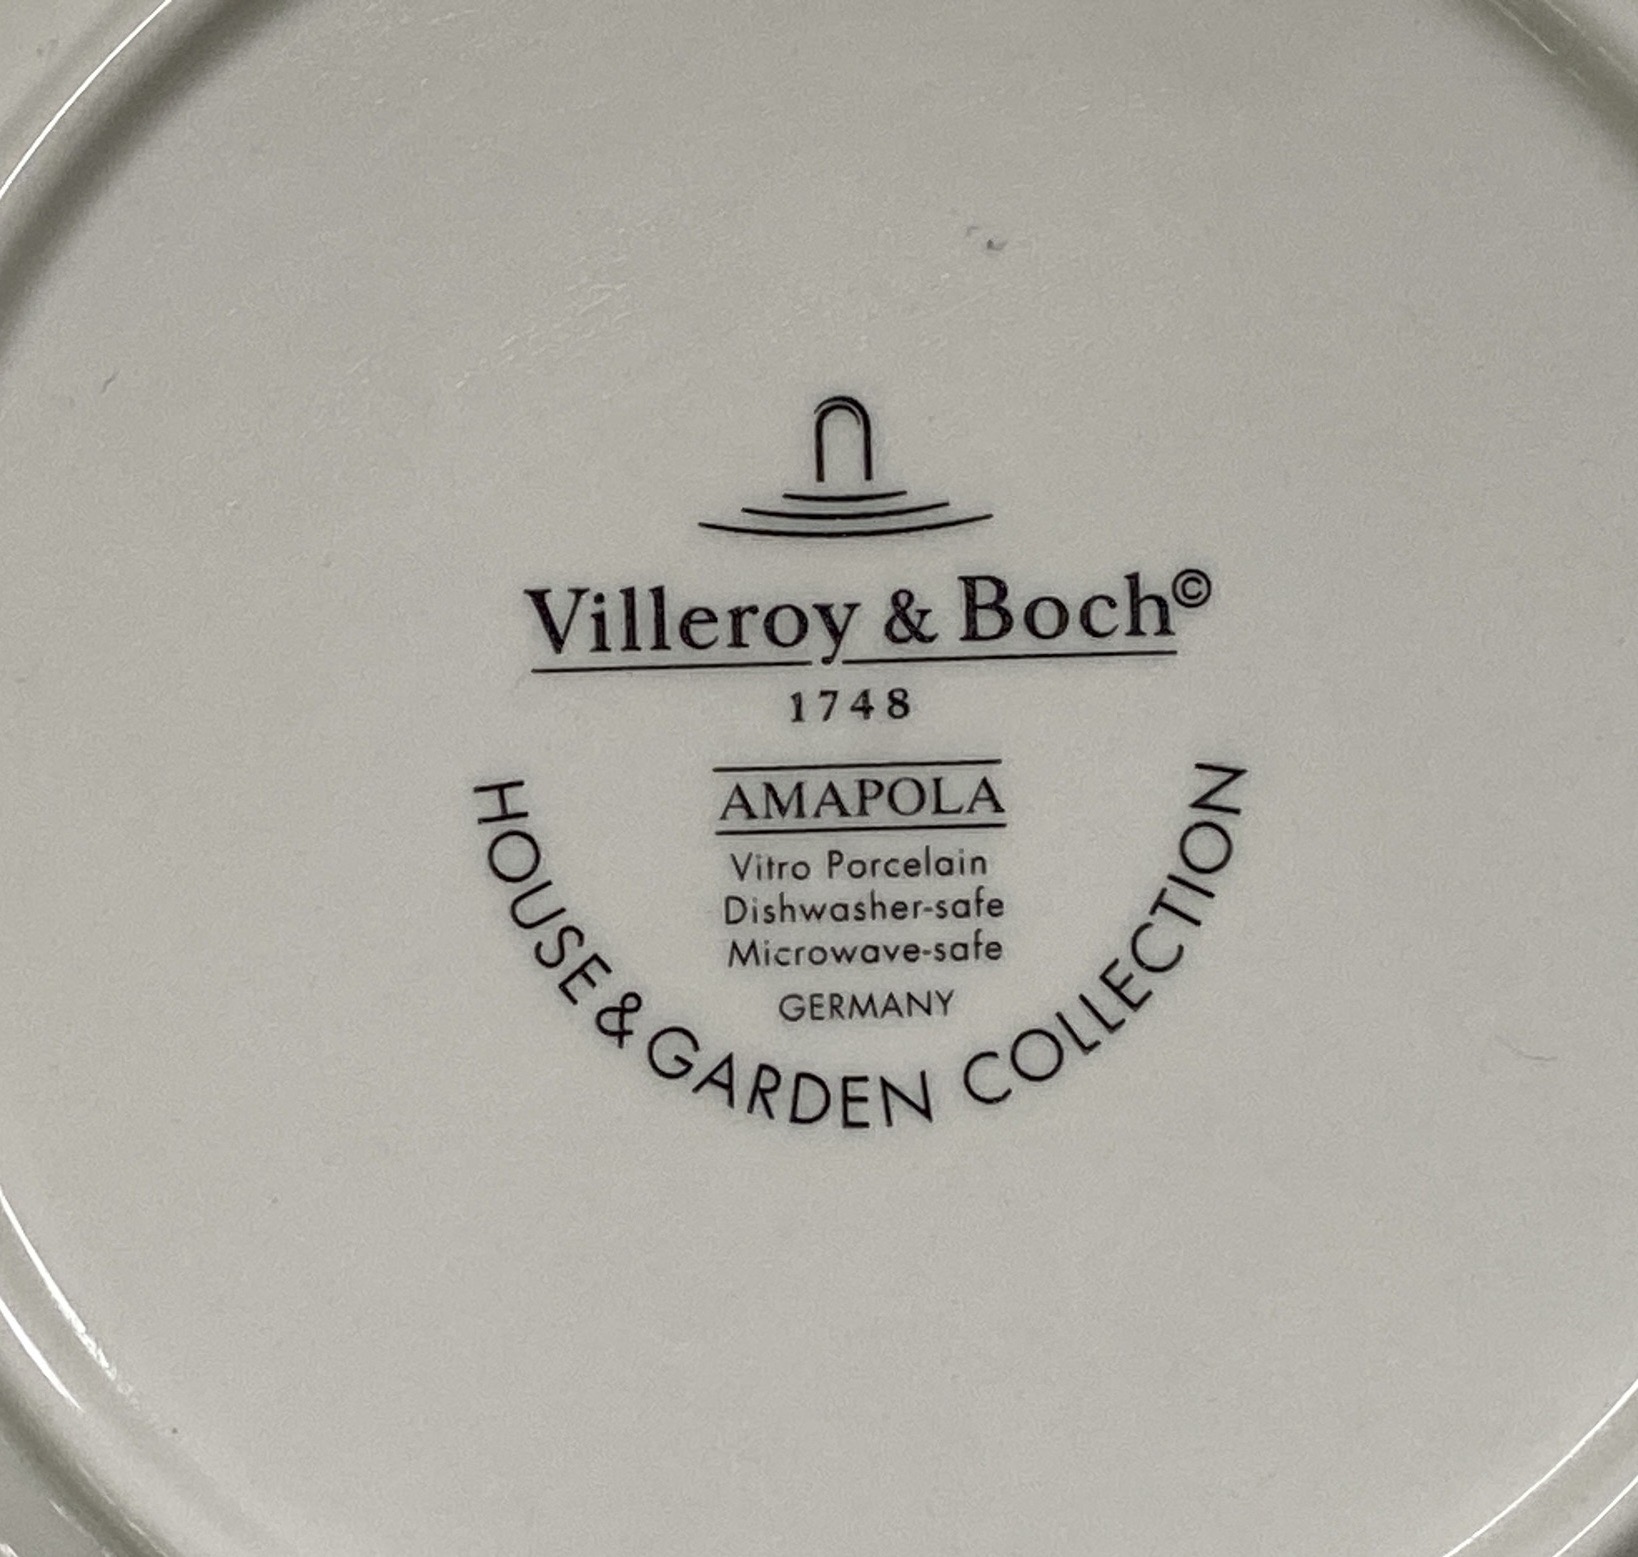 Villeroy & Boch©
1748
AMAPOLA
Vitro Porcelain
Dishwasher-safe
Microwave-safe
GERMANY
HOUSE & GARDEN COLLECTION